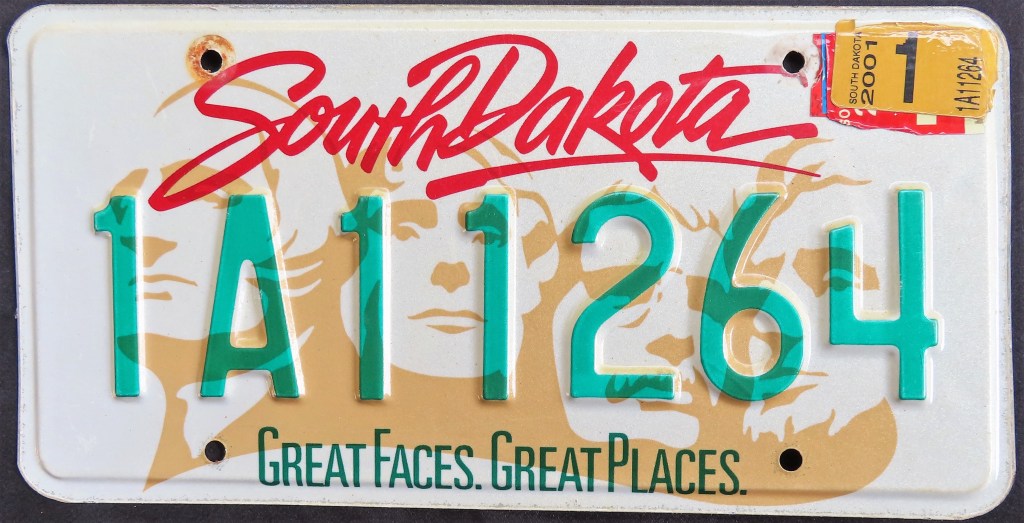 South Dakota
SOUTH DAKOTA
2001
1
1A11264
1A11264
GREAT FACES. GREAT PLACES.